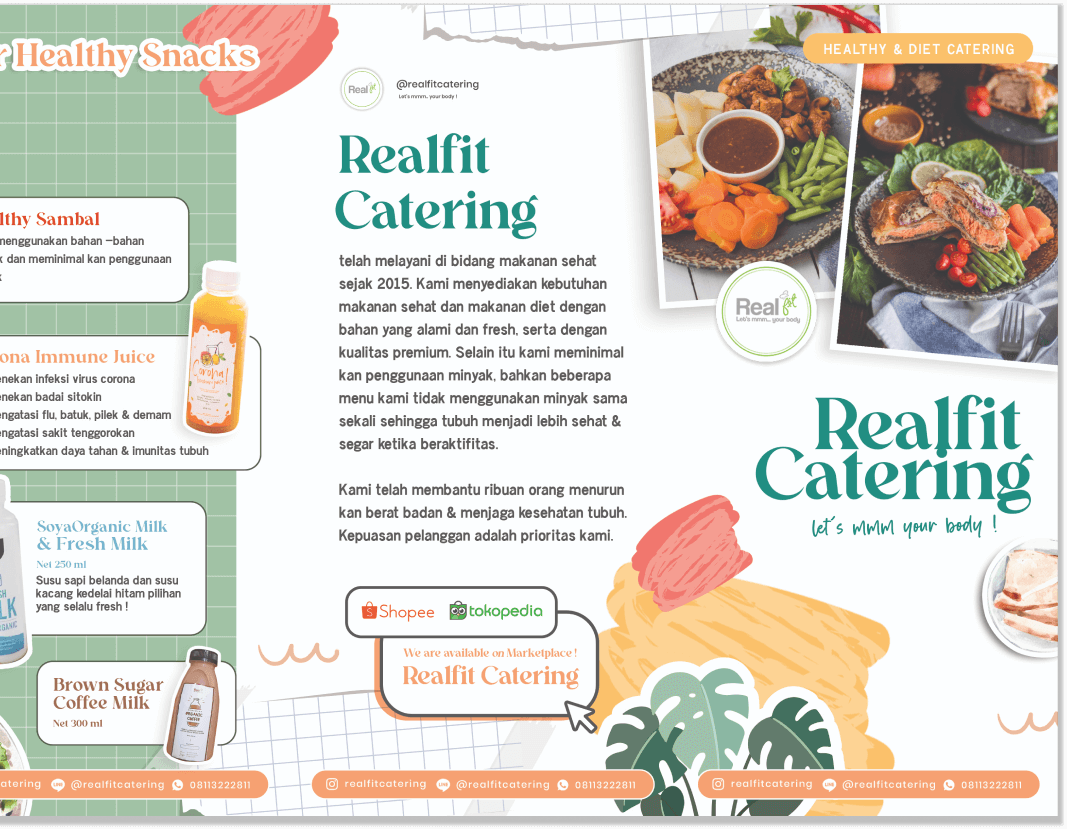 Healthy Snacks
lthy Sambal
menggunakan bahan –bahan
k dan meminimal kan penggunaan
k
ona Immune Juice
enekan infeksi virus corona
enekan badai sitokin
engatasi flu, batuk, pilek & demam
engatasi sakit tenggorokan
eningkatkan daya tahan & imunitas tubuh
SoyaOrganic Milk
& Fresh Milk
Net 250 ml
Susu sapi belanda dan susu
kacang kedelai hitam pilihan
yang selalu fresh !
Brown Sugar
Coffee Milk
Net 300 ml
atering @realfitcatering 08113222811
Real fit
@realfitcatering
Let's mmm.. your body !
Realfit
Catering
telah melayani di bidang makanan sehat
sejak 2015. Kami menyediakan kebutuhan
makanan sehat dan makanan diet dengan
bahan yang alami dan fresh, serta dengan
kualitas premium. Selain itu kami meminimal
kan penggunaan minyak, bahkan beberapa
menu kami tidak menggunakan minyak sama
sekali sehingga tubuh menjadi lebih sehat &
segar ketika beraktifitas.
Kami telah membantu ribuan orang menurun
kan berat badan & menjaga kesehatan tubuh.
Kepuasan pelanggan adalah prioritas kami.
Shopee tokopedia
We are available on Marketplace !
Realfit Catering
realfitcatering @realfitcatering 08113222811
HEALTHY & DIET CATERING
Real fit
Let's mmm... your body
Realfit
Catering
let's mmm your body !
realfitcatering @realfitcatering 08113222811